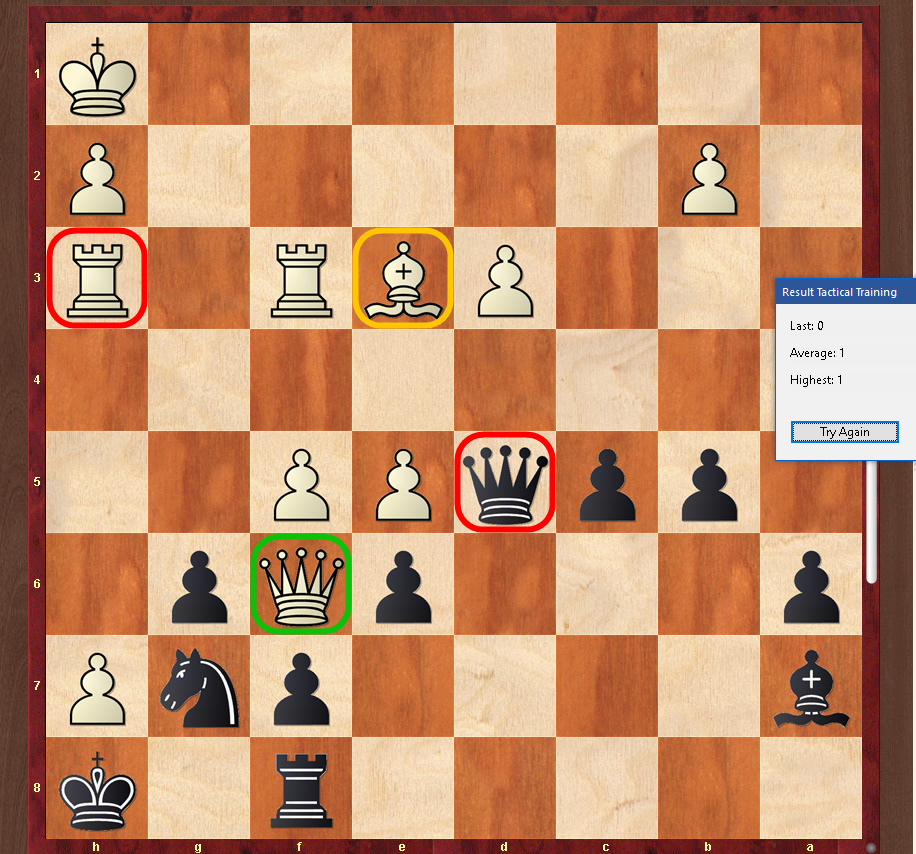 1
2
3
Result Tactical Training
Last: 0
Average: 1
Highest: 1
4
Try Again
5
6
7
8
h g f e d c b a